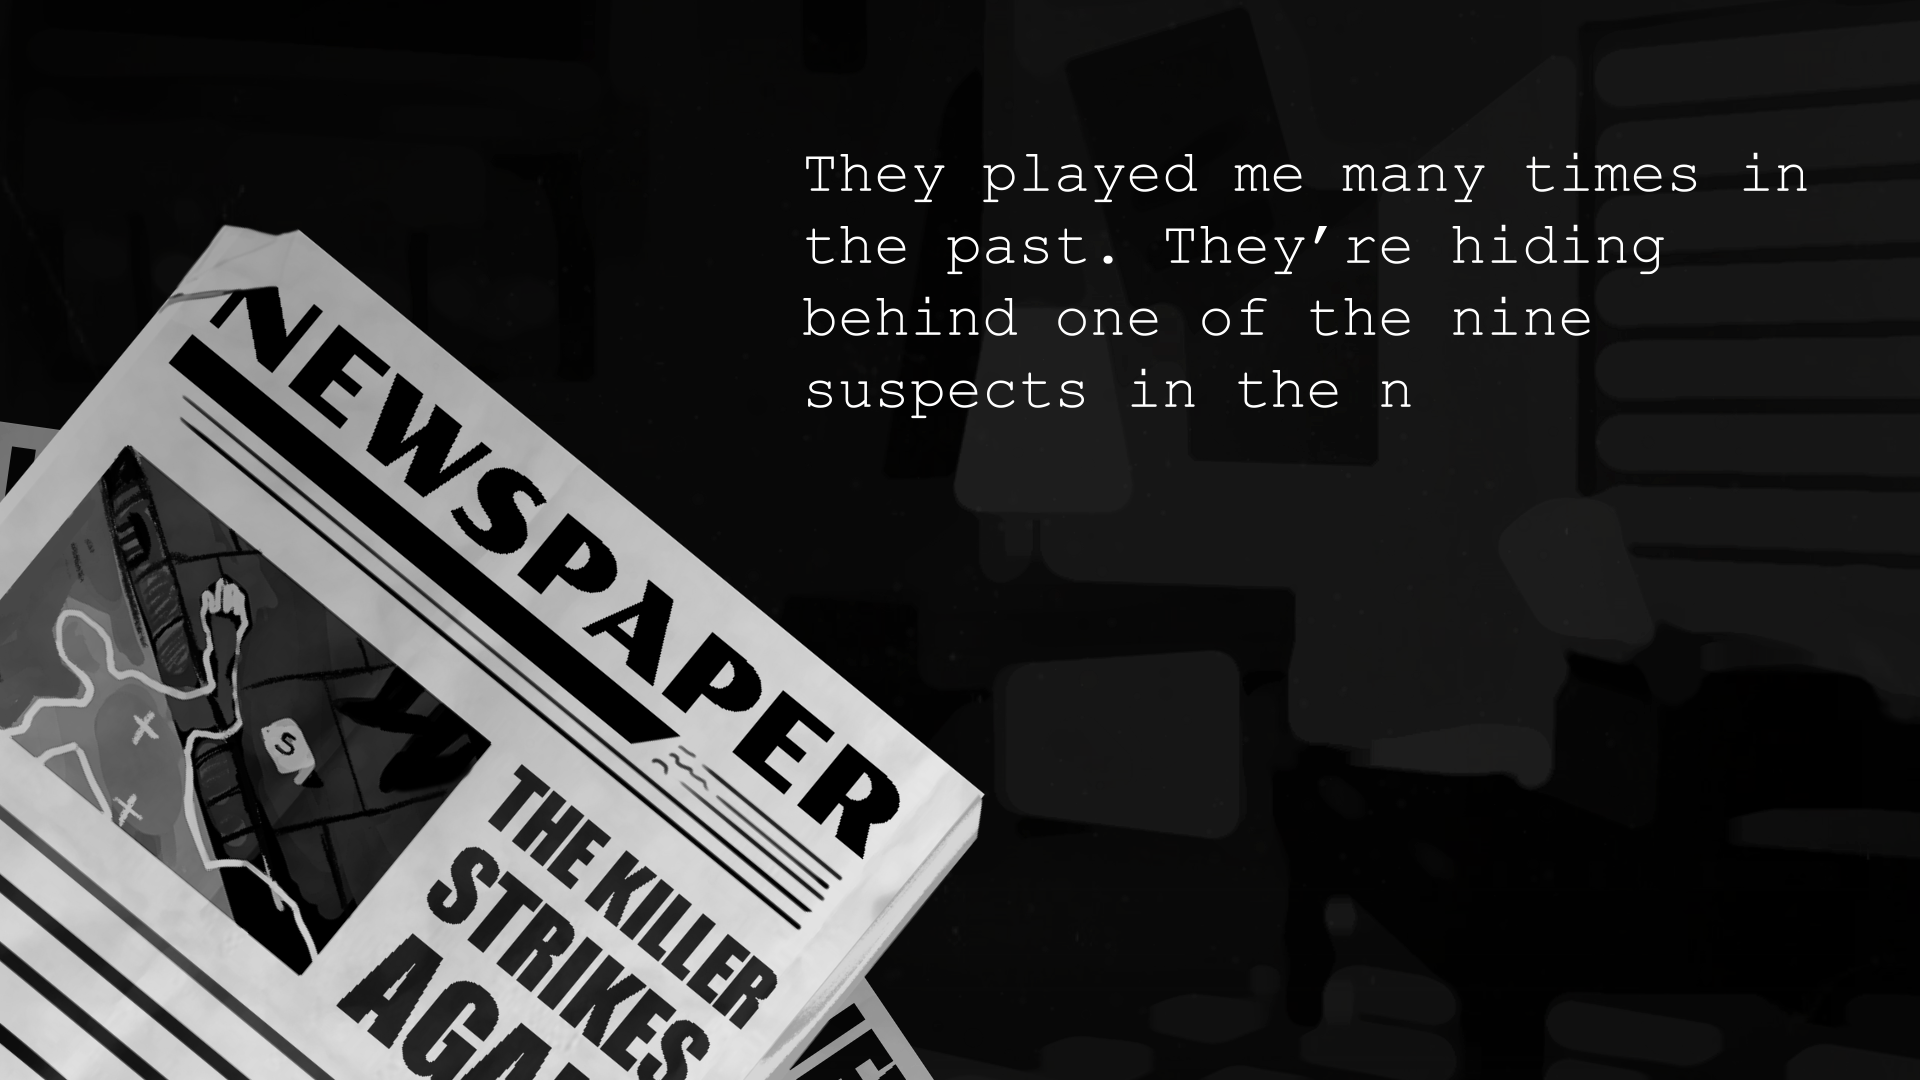 They played me many times in
the past. They’re hiding
behind one of the nine
suspects in the n
NEWSPAPER
S
THE KILLER
STRIKES